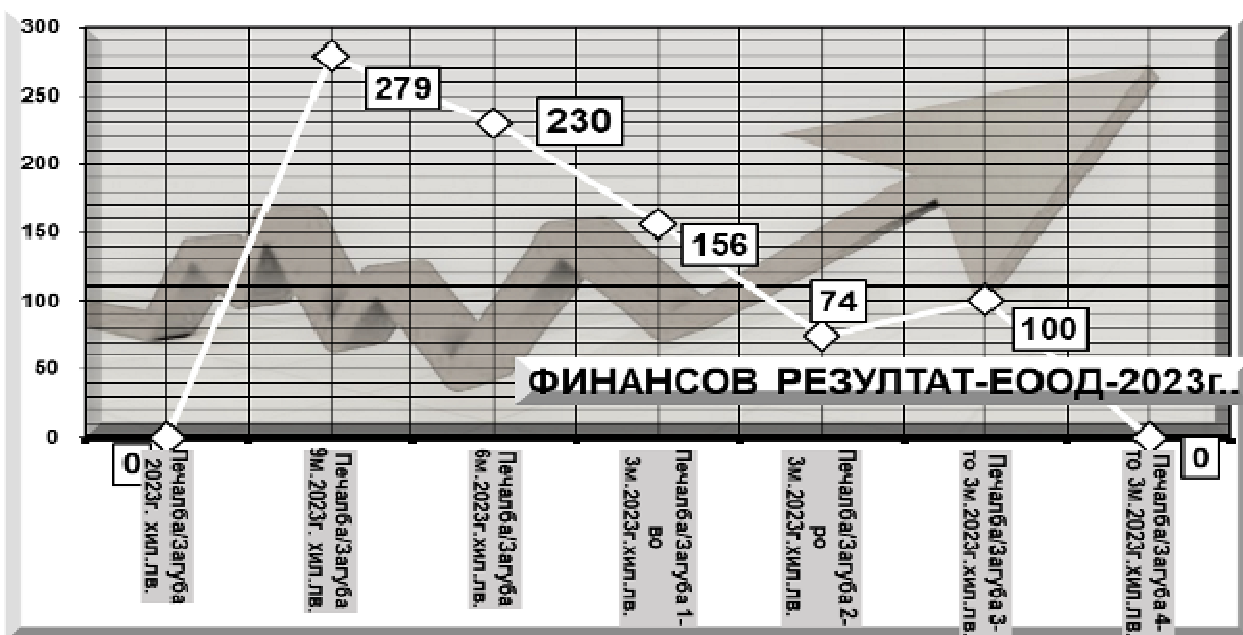 300
250
200
150
100
50
0
279
230
156
74
100
0
0
ФИНАНСОВ РЕЗУЛТАТ-ЕООД-2023г..
Печалба/Загуба
2023г. хил.лв.
Печалба/Загуба
9м.2023г. хил.лв.
Печалба/Загуба
6м.2023г.хил.лв.
Печалба/Загуба 1-
во
3м.2023г.хил.лв.
Печалба/Загуба 2-
ро
3м.2023г.хил.лв.
Печалба/Загуба 3-
то 3м.2023г.хил.лв.
Печалба/Загуба 4-
то 3м.2023г.хил.лв.